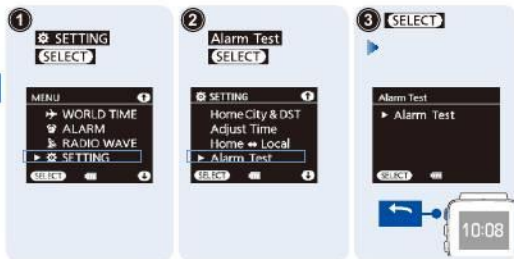 1
SETTING
SELECT
MENU
WORLD TIME
ALARM
RADIO WAVE
SETTING
SELECT
2
Alarm Test
SELECT
SETTING
Home City & DST
Adjust Time
Home ↔ Local
Alarm Test
SELECT
3 SELECT
Alarm Test
Alarm Test
SELECT
10:08